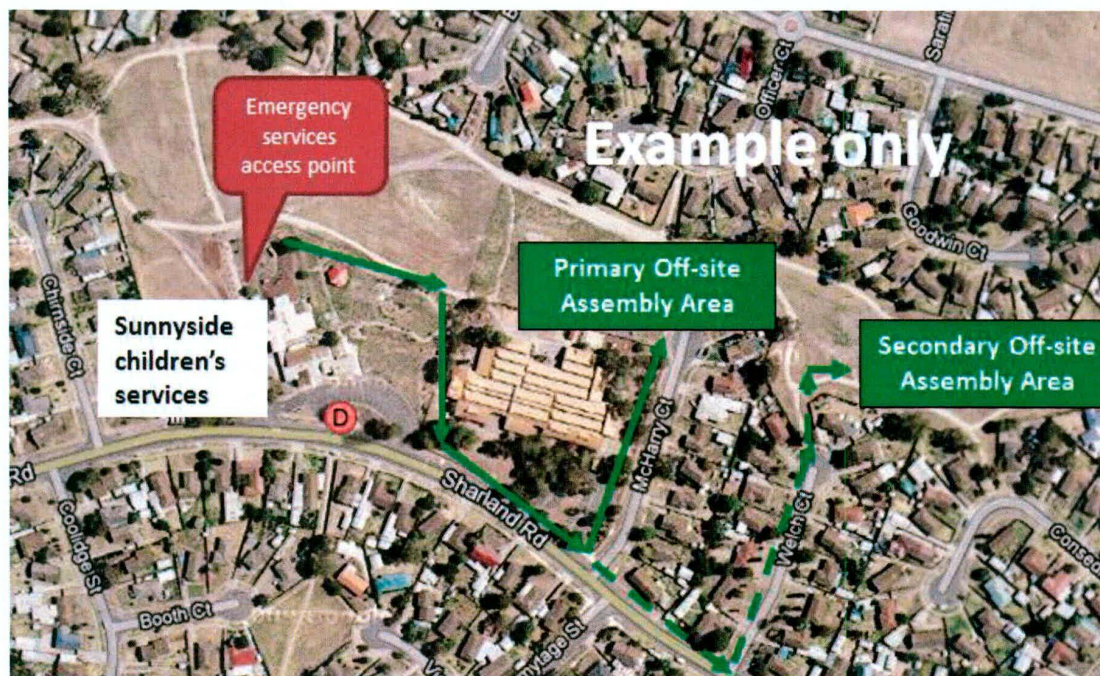 Emergency
services
access point
Example only
Officer Ct
Goodwin Ct
Primary Off-site
Assembly Area
Secondary Off-site
Assembly Area
Sunnyside
children's
services
Chirnside Ct
D
Rd
Sharland Rd
McHarry Ct
Welch Ct
Coolidge St
Booth Ct